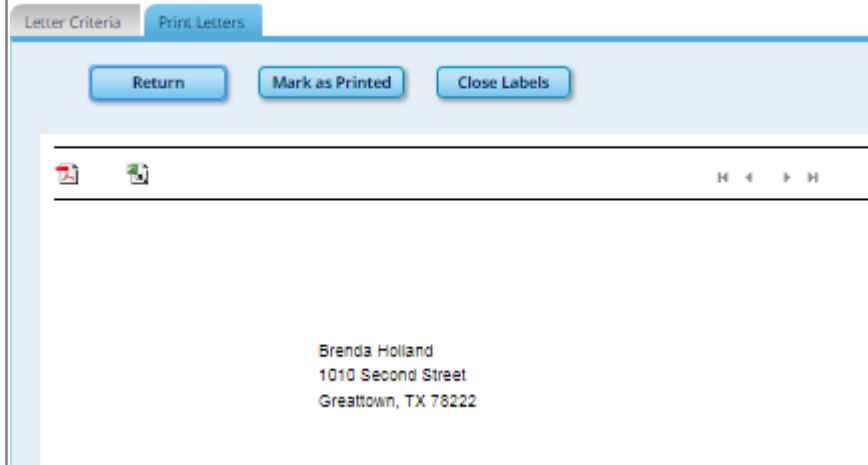 Letter Criteria Print Letters
Return Mark as Printed Close Labels
Brenda Holland
1010 Second Street
Greattown, TX 78222